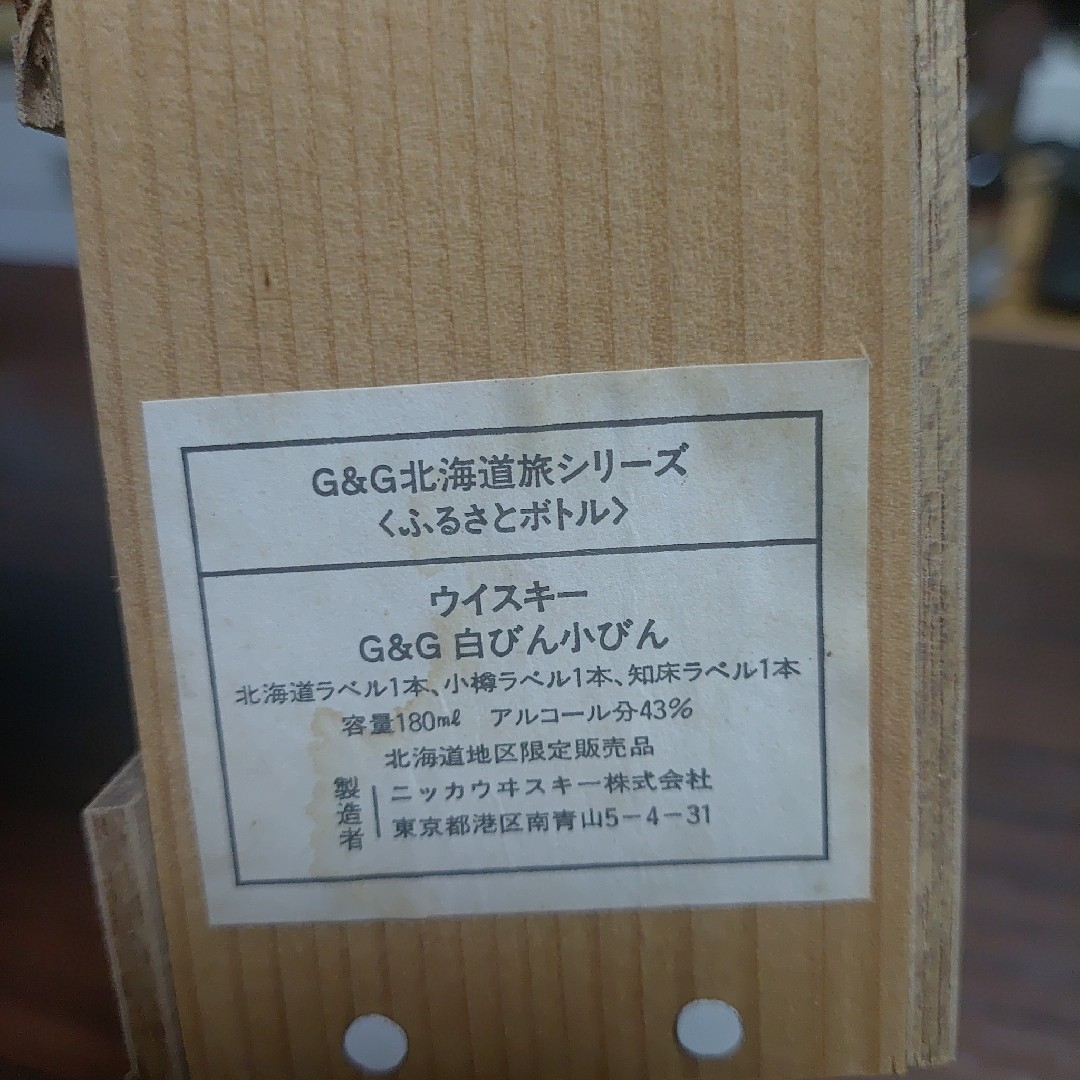 G&G北海道旅シリーズ
〈ふるさとボトル〉
ウイスキー
G&G 白びん小びん
北海道ラベル1本、小樽ラベル1本、知床ラベル1本
容量180㎖ アルコール分43%
北海道地区限定販売品
製造者
ニッカウヰスキー株式会社
東京都港区南青山5−4−31